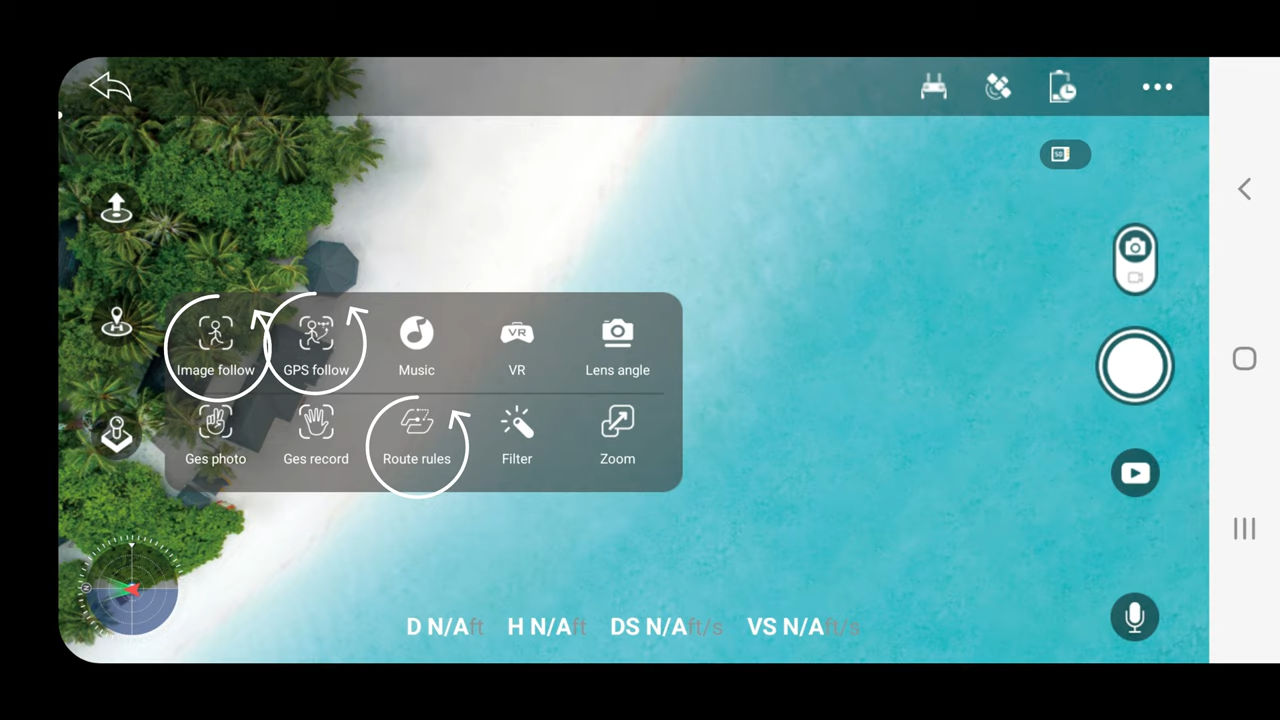 SD
Image follow GPS follow Music VR VR Lens angle
Ges photo Ges record Route rules Filter Zoom
N
D N/Aft H N/Aft DS N/Aft/s VS N/Aft/s